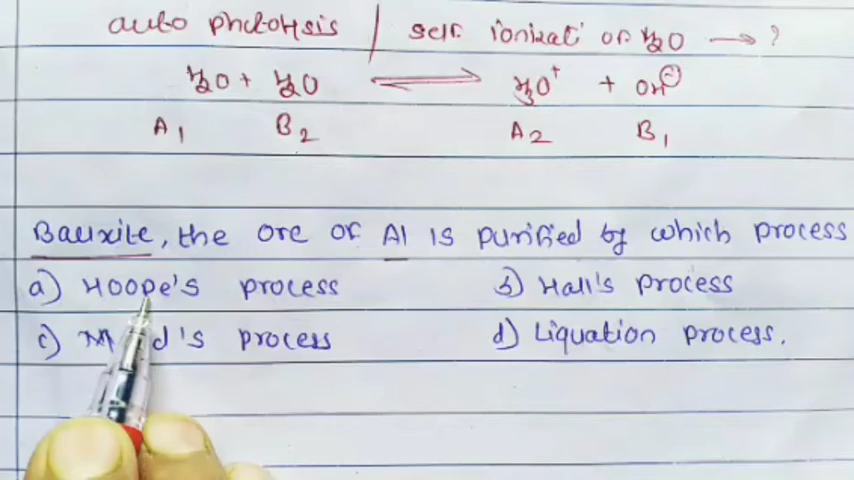 auto photolsis / self ionizati of H2O → ?
H2O + H2O ⇌ H3O+ + OH⊖
A1 B2 A2 B1
Bauxite, the ore of Al is purified by which process
a) Hoope's process b) Hall's process
c) process d) Liquation process.